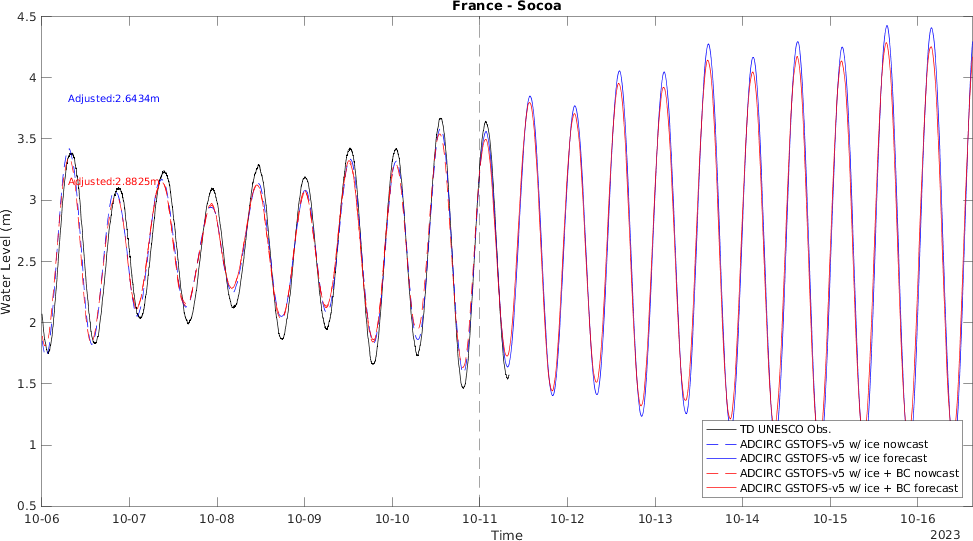 France - Socoa
4.5
4
3.5
3
2.5
2
1.5
1
0.5
Water Level (m)
Adjusted:2.6434m
Adjusted:2.8825m
TD UNESCO Obs.
ADCIRC GSTOFS-v5 w/ ice nowcast
ADCIRC GSTOFS-v5 w/ ice forecast
ADCIRC GSTOFS-v5 w/ ice + BC nowcast
ADCIRC GSTOFS-v5 w/ ice + BC forecast
10-06 10-07 10-08 10-09 10-10 10-11 10-12 10-13 10-14 10-15 10-16
Time
2023